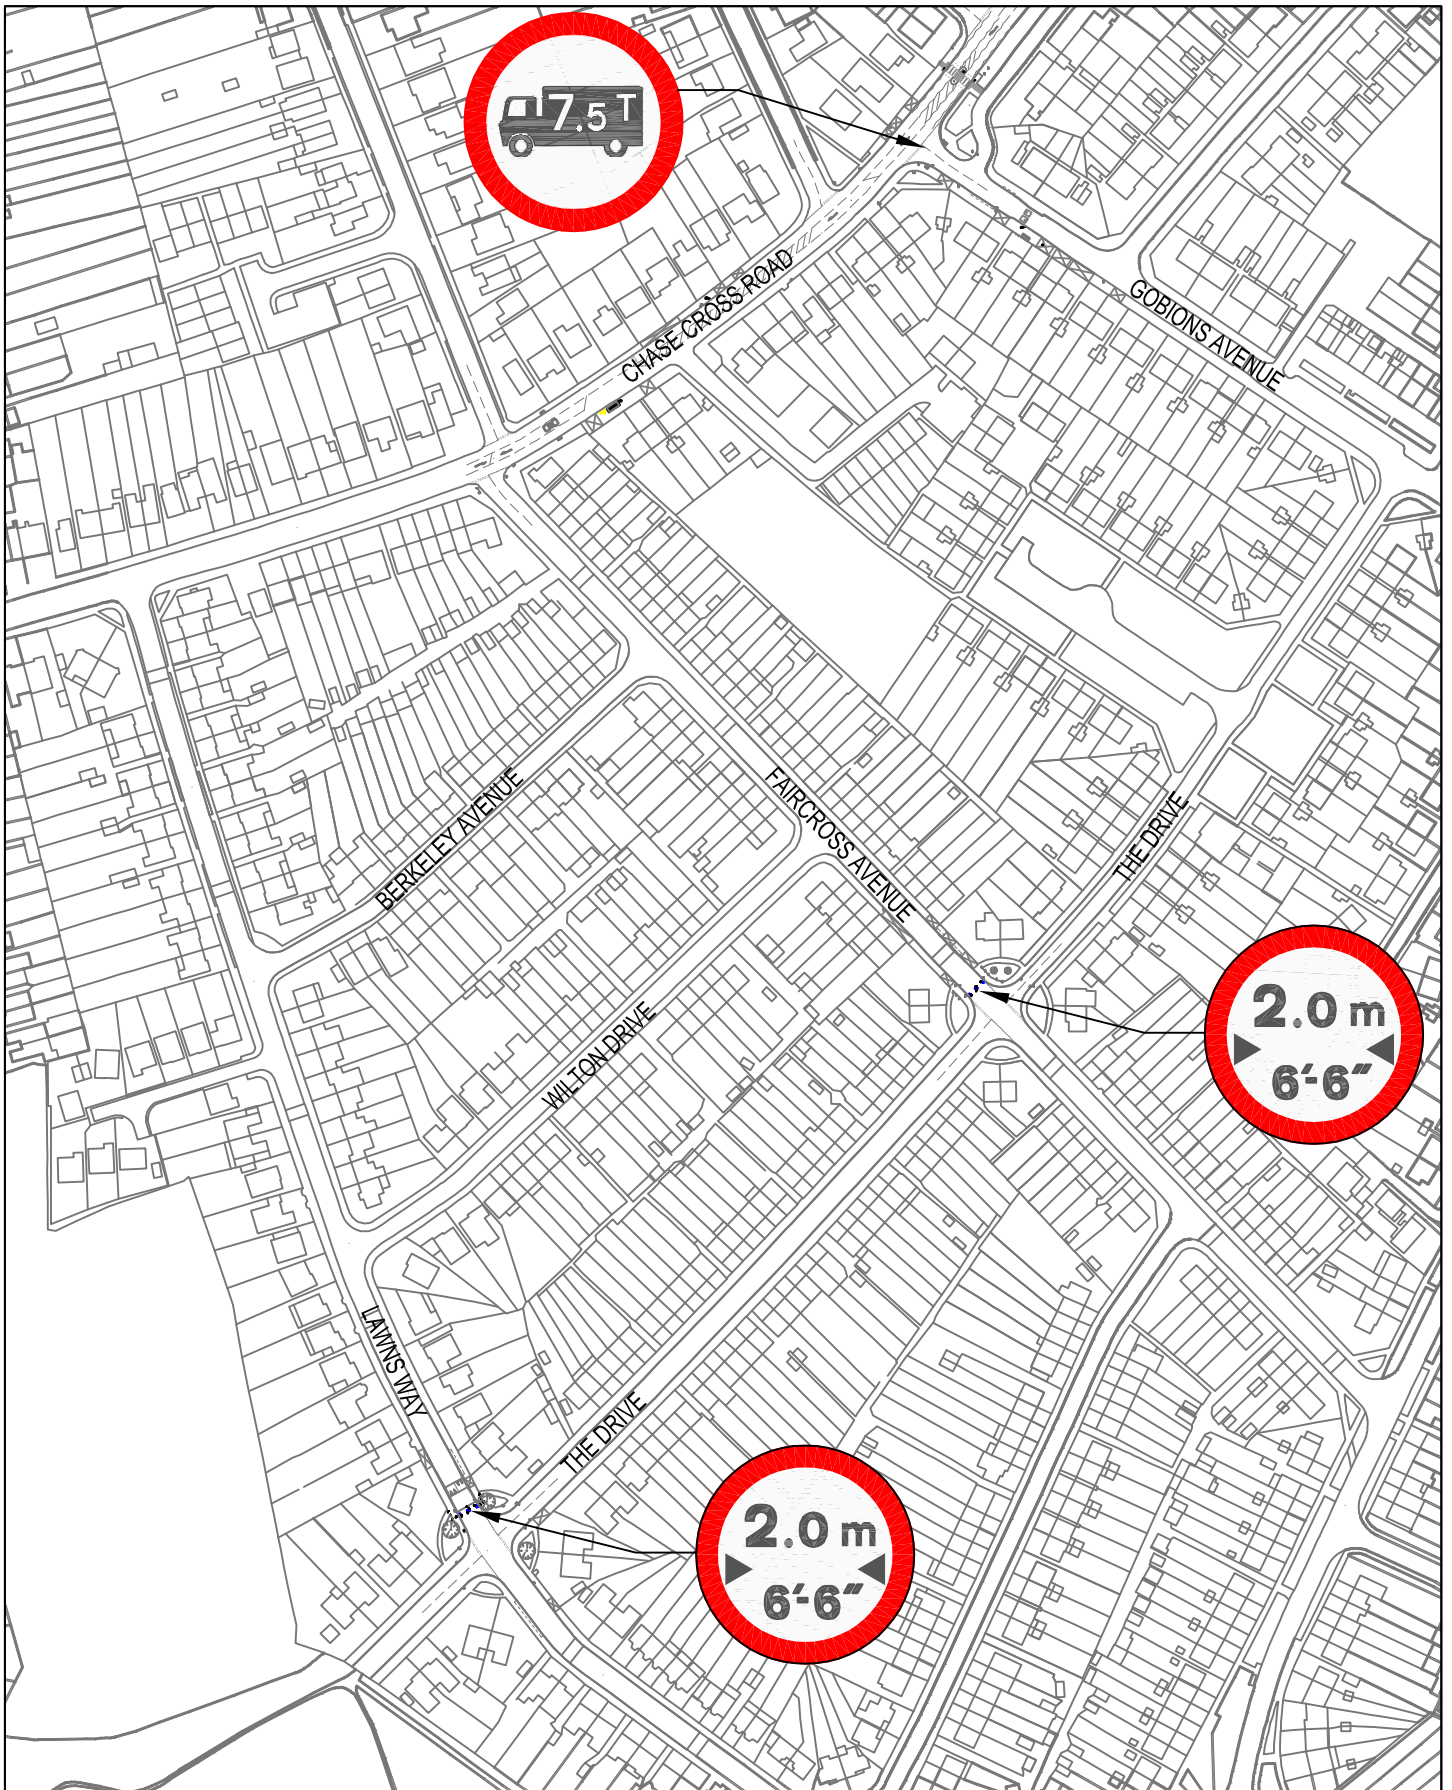 7.5 T
CHASE CROSS ROAD
GOBIONS AVENUE
BERKELEY AVENUE
FAIRCROSS AVENUE
THE DRIVE
2.0 m
6'-6"
WILTON DRIVE
LAWNS WAY
THE DRIVE
2.0 m
6'-6"